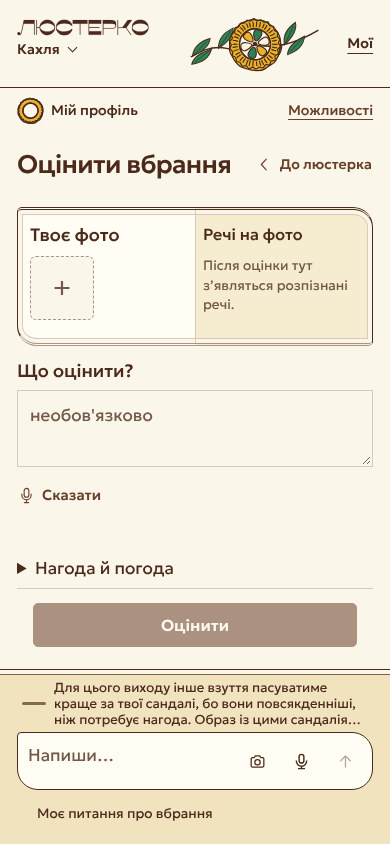 ЛЮСТЕРКО
Кахля
Мої
Мій профіль
Можливості
Оцінити вбрання
До люстерка
Твоє фото
Речі на фото
Після оцінки тут
з’являться розпізнані
речі.
Що оцінити?
необов'язково
Сказати
Нагода й погода
Оцінити
Для цього виходу інше взуття пасуватиме
краще за твої сандалі, бо вони повсякденніші,
ніж потребує нагода. Образ із цими сандалія…
Напиши…
Моє питання про вбрання